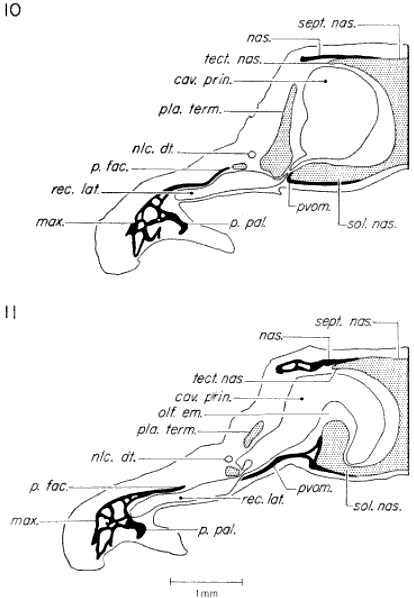 10
sept. nas.
nas.
tect. nas.
cav. prin.
pla. term.
nlc. dt.
p. fac.
rec. lat.
max.
p. pal.
pvom.
sol. nas.
11
sept. nas.
nas.
tect. nas.
cav. prin.
olf. em.
pla. term.
nlc. dt.
p. fac.
rec. lat.
pvom.
sol. nas.
max.
p. pal.
1 mm